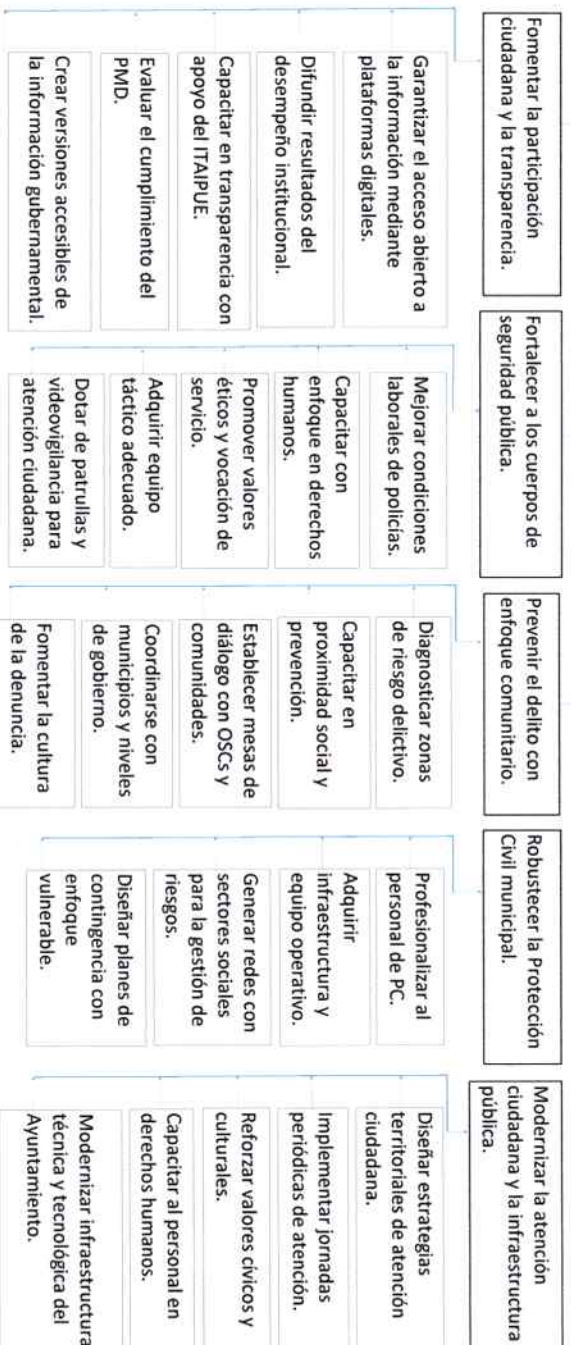 Fomentar la participación
ciudadana y la transparencia.
Garantizar el acceso abierto a
la información mediante
plataformas digitales.
Difundir resultados del
desempeño institucional.
Capacitar en transparencia con
apoyo del ITAIPUE.
Evaluar el cumplimiento del
PMD.
Crear versiones accesibles de
la información gubernamental.
Fortalecer a los cuerpos de
seguridad pública.
Mejorar condiciones
laborales de policías.
Capacitar con
enfoque en derechos
humanos.
Promover valores
éticos y vocación de
servicio.
Adquirir equipo
táctico adecuado.
Dotar de patrullas y
videovigilancia para
atención ciudadana.
Prevenir el delito con
enfoque comunitario.
Diagnosticar zonas
de riesgo delictivo.
Capacitar en
proximidad social y
prevención.
Establecer mesas de
diálogo con OSCs y
comunidades.
Coordinarse con
municipios y niveles
de gobierno.
Fomentar la cultura
de la denuncia.
Robustecer la Protección
Civil municipal.
Profesionalizar al
personal de PC.
Adquirir
infraestructura y
equipo operativo.
Generar redes con
sectores sociales
para la gestión de
riesgos.
Diseñar planes de
contingencia con
enfoque
vulnerable.
Modernizar la atención
ciudadana y la infraestructura
pública.
Diseñar estrategias
territoriales de atención
ciudadana.
Implementar jornadas
periódicas de atención.
Reforzar valores cívicos y
culturales.
Capacitar al personal en
derechos humanos.
Modernizar infraestructura
técnica y tecnológica del
Ayuntamiento.